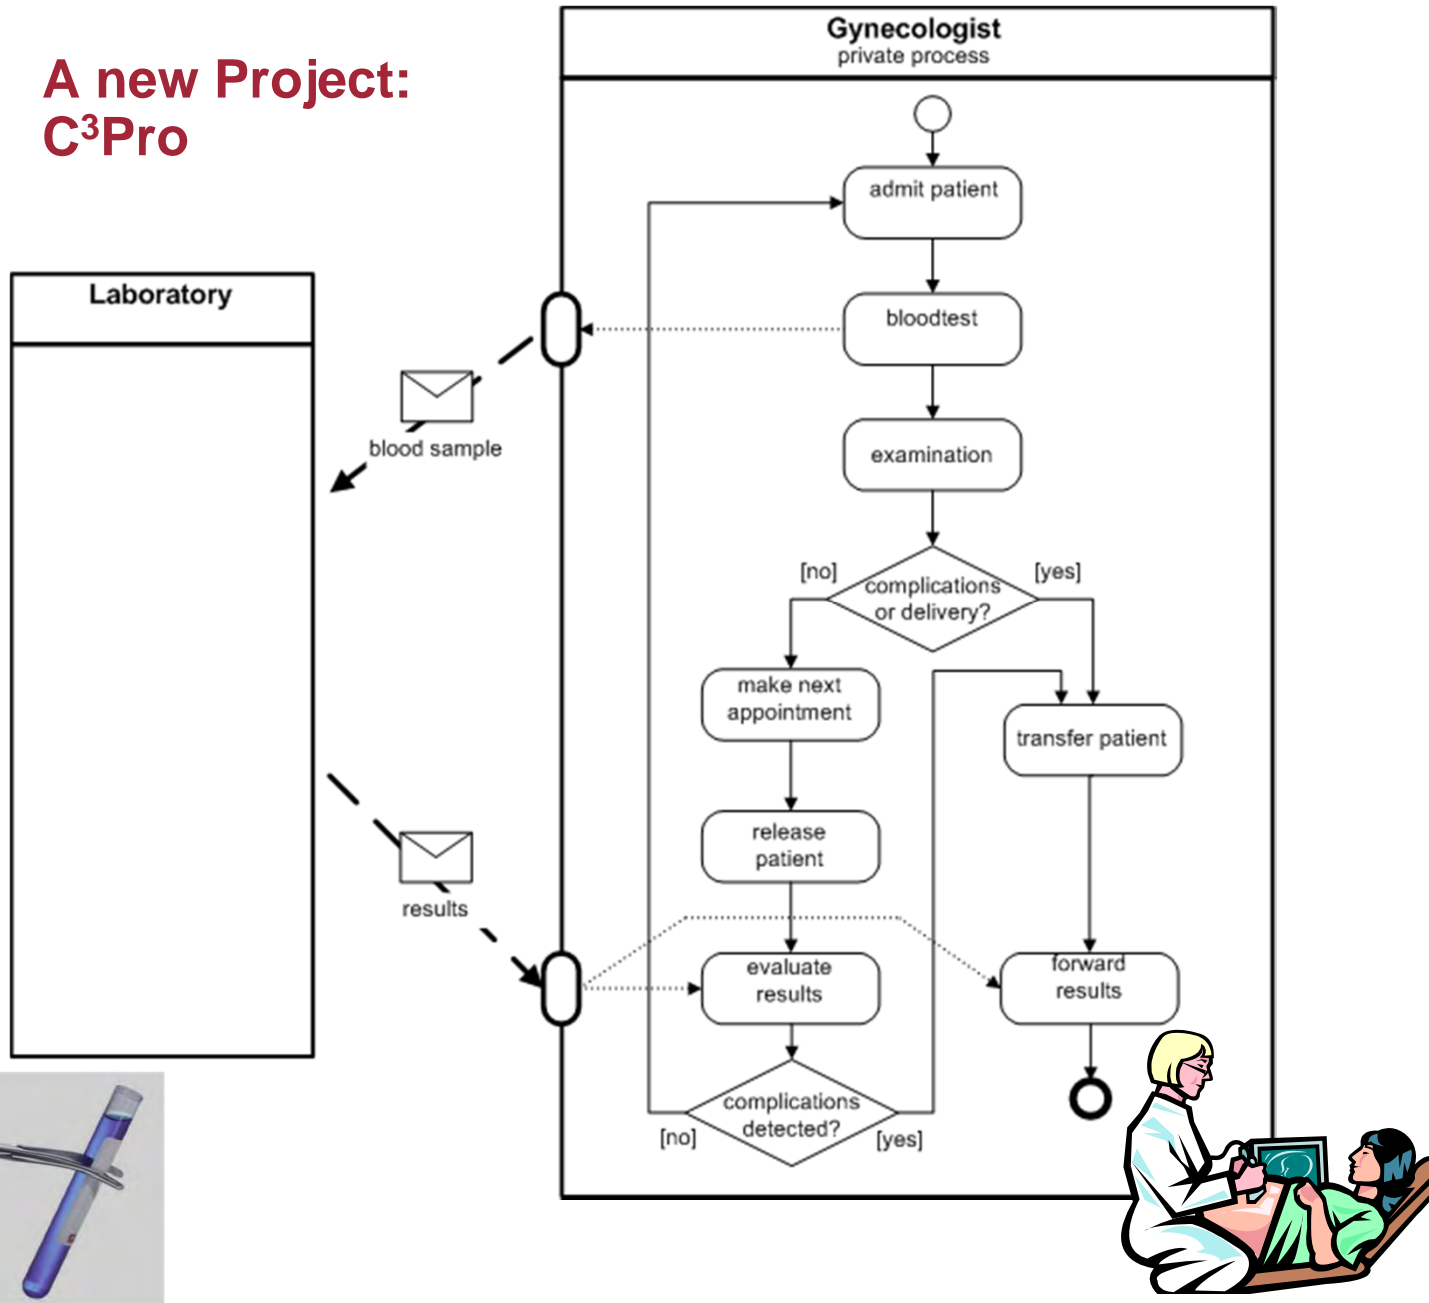 A new Project:
C³Pro
Gynecologist
private process
admit patient
Laboratory
bloodtest
blood sample
examination
[no]
[yes]
complications
or delivery?
make next
appointment
transfer patient
release
patient
results
evaluate
results
forward
results
complications
detected?
[no]
[yes]